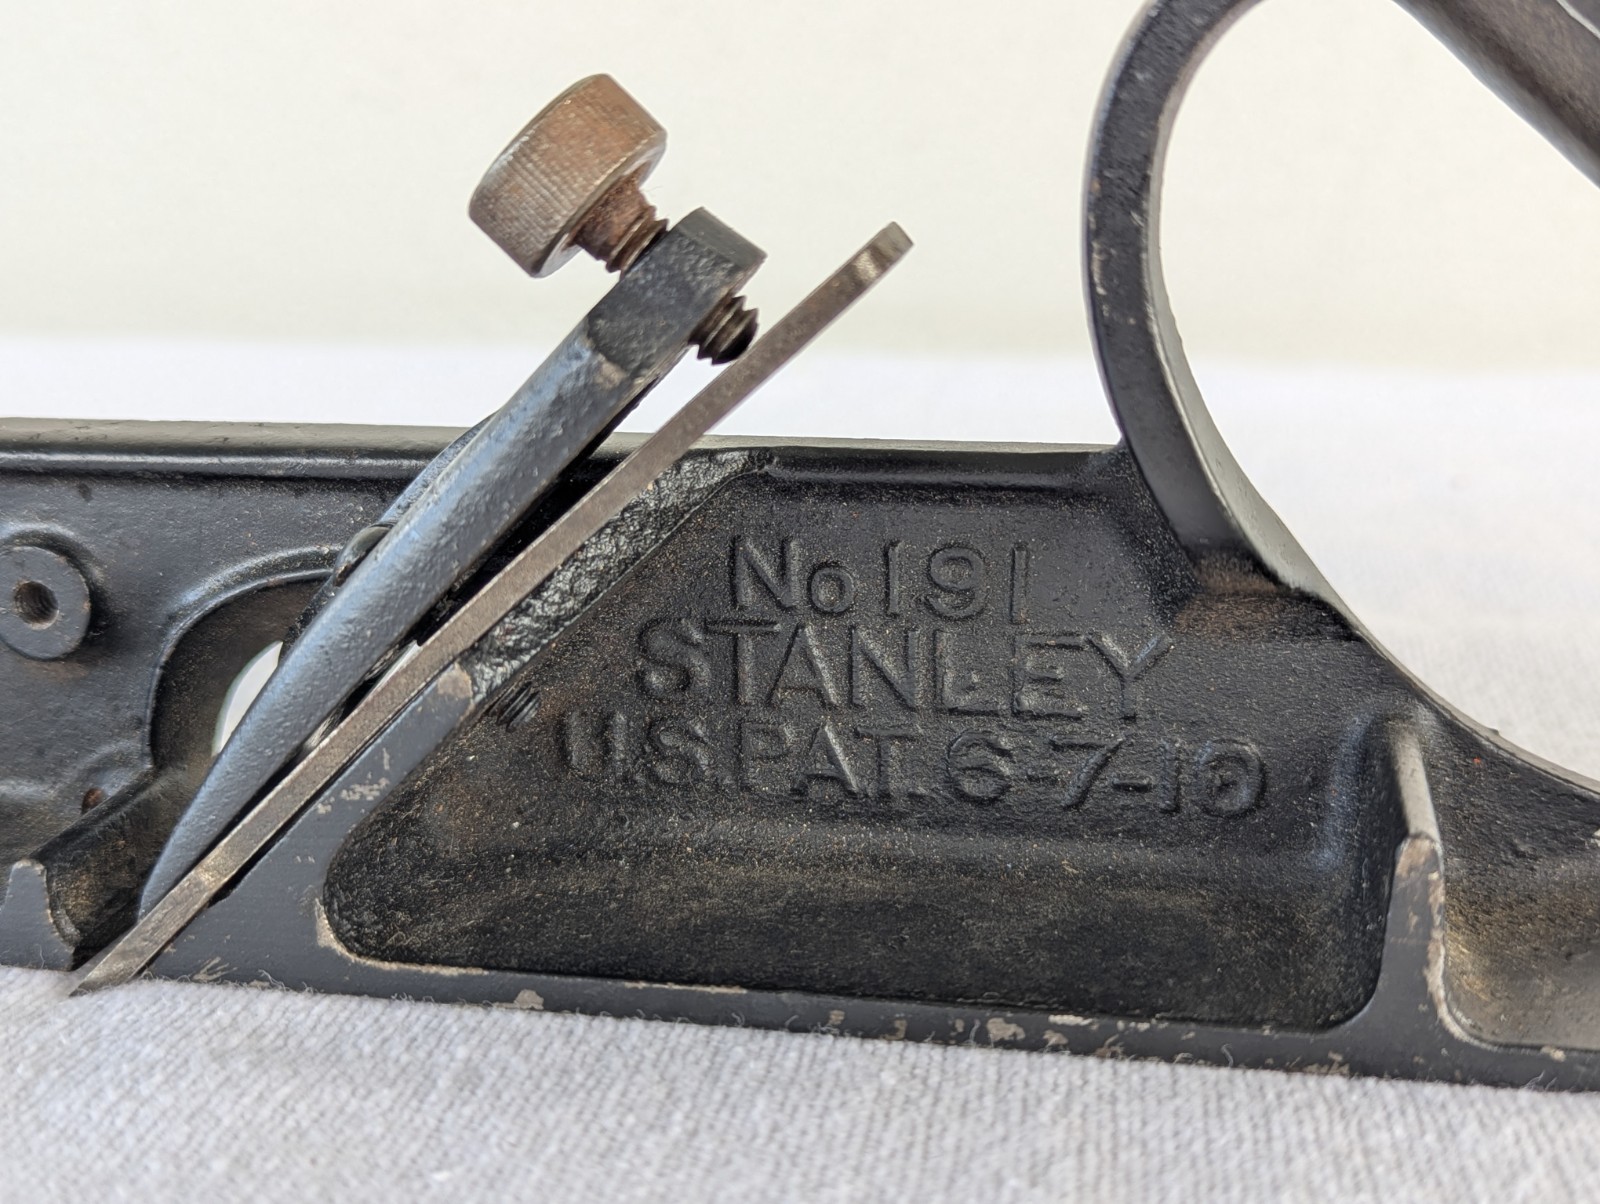 No 191
STANLEY
U.S. PAT. 6-7-10